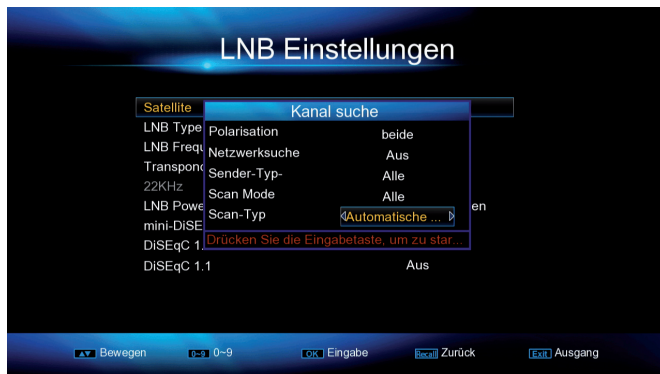 LNB Einstellungen
Satellite
Kanal suche
LNB Type
Polarisation beide
LNB Frequ
Netzwerksuche Aus
Transpond
Sender-Typ- Alle
22KHz
Scan Mode Alle
LNB Powe en
Scan-Typ Automatische ...
mini-DiSE
Drücken Sie die Eingabetaste, um zu star...
DiSEqC 1.
DiSEqC 1.1 Aus
Bewegen 0~9 0~9 OK Eingabe Recall Zurück Exit Ausgang